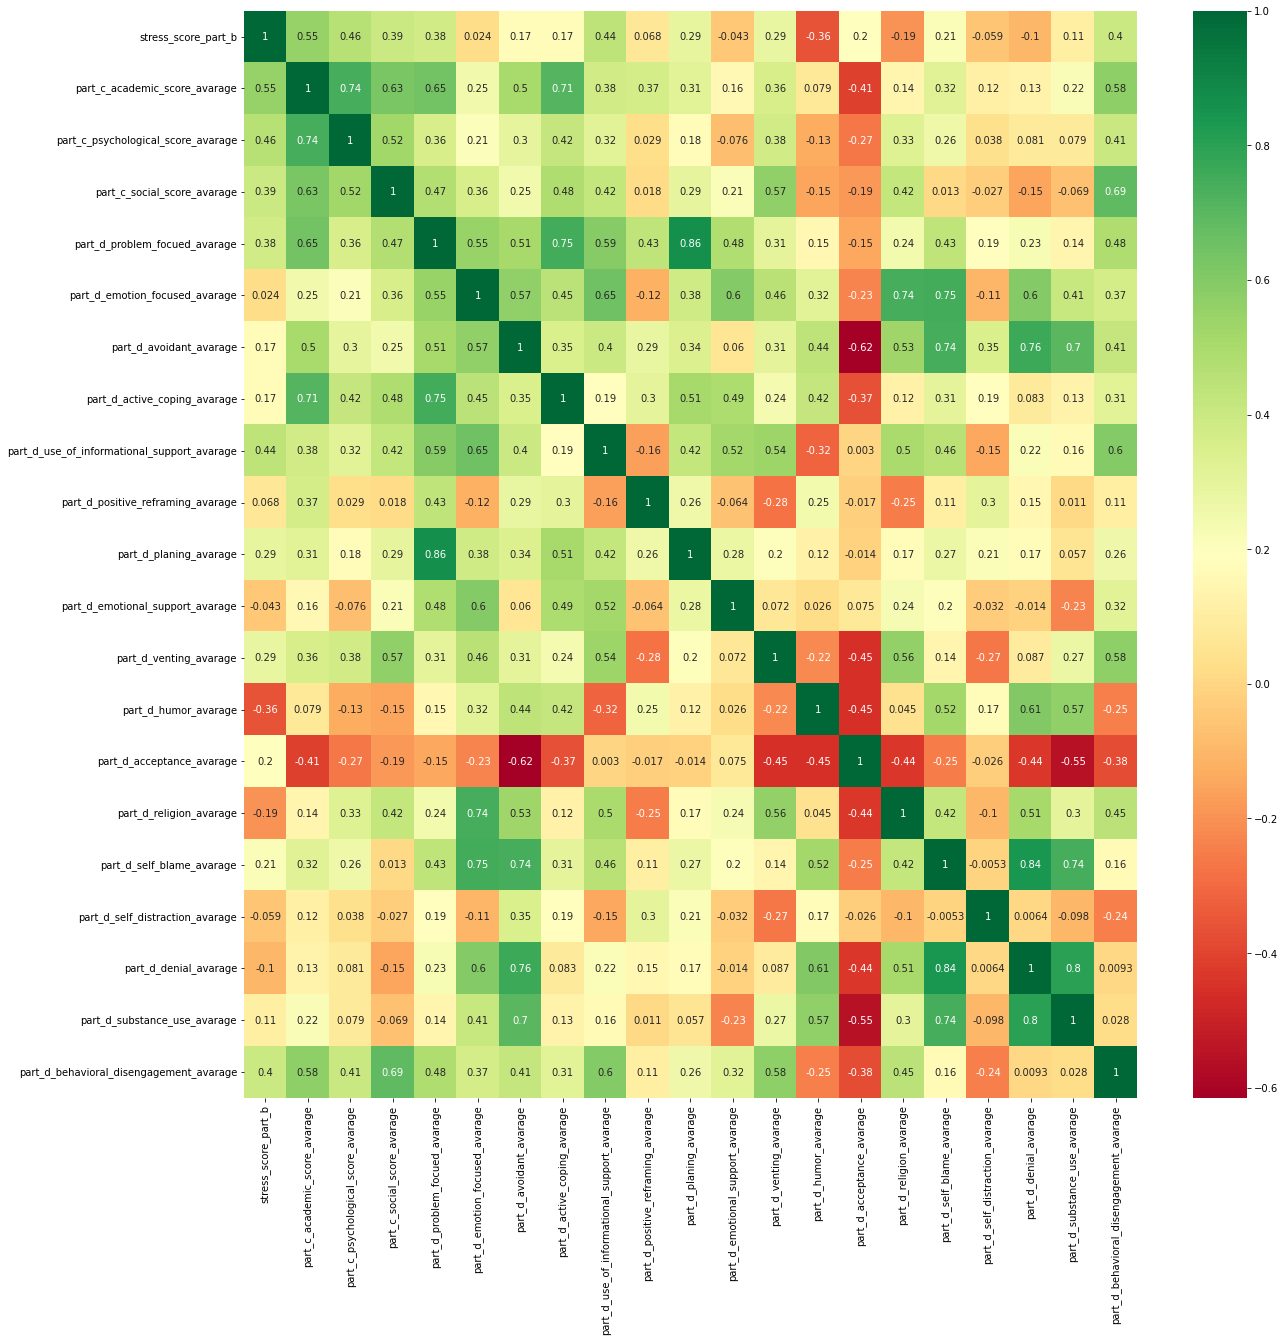 stress_score_part_b 1 0.55 0.46 0.39 0.38 0.024 0.17 0.17 0.44 0.068 0.29 -0.043 0.29 -0.36 0.2 -0.19 0.21 -0.059 -0.1 0.11 0.4
part_c_academic_score_avarage 0.55 1 0.74 0.63 0.65 0.25 0.5 0.71 0.38 0.37 0.31 0.16 0.36 0.079 -0.41 0.14 0.32 0.12 0.13 0.22 0.58
part_c_psychological_score_avarage 0.46 0.74 1 0.52 0.36 0.21 0.3 0.42 0.32 0.029 0.18 -0.076 0.38 -0.13 -0.27 0.33 0.26 0.038 0.081 0.079 0.41
part_c_social_score_avarage 0.39 0.63 0.52 1 0.47 0.36 0.25 0.48 0.42 0.018 0.29 0.21 0.57 -0.15 -0.19 0.42 0.013 -0.027 -0.15 -0.069 0.69
part_d_problem_focued_avarage 0.38 0.65 0.36 0.47 1 0.55 0.51 0.75 0.59 0.43 0.86 0.48 0.31 0.15 -0.15 0.24 0.43 0.19 0.23 0.14 0.48
part_d_emotion_focused_avarage 0.024 0.25 0.21 0.36 0.55 1 0.57 0.45 0.65 -0.12 0.38 0.6 0.46 0.32 -0.23 0.74 0.75 -0.11 0.6 0.41 0.37
part_d_avoidant_avarage 0.17 0.5 0.3 0.25 0.51 0.57 1 0.35 0.4 0.29 0.34 0.06 0.31 0.44 -0.62 0.53 0.74 0.35 0.76 0.7 0.41
part_d_active_coping_avarage 0.17 0.71 0.42 0.48 0.75 0.45 0.35 1 0.19 0.3 0.51 0.49 0.24 0.42 -0.37 0.12 0.31 0.19 0.083 0.13 0.31
part_d_use_of_informational_support_avarage 0.44 0.38 0.32 0.42 0.59 0.65 0.4 0.19 1 -0.16 0.42 0.52 0.54 -0.32 0.003 0.5 0.46 -0.15 0.22 0.16 0.6
part_d_positive_reframing_avarage 0.068 0.37 0.029 0.018 0.43 -0.12 0.29 0.3 -0.16 1 0.26 -0.064 -0.28 0.25 -0.017 -0.25 0.11 0.3 0.15 0.011 0.11
part_d_planing_avarage 0.29 0.31 0.18 0.29 0.86 0.38 0.34 0.51 0.42 0.26 1 0.28 0.2 0.12 -0.014 0.17 0.27 0.21 0.17 0.057 0.26
part_d_emotional_support_avarage -0.043 0.16 -0.076 0.21 0.48 0.6 0.06 0.49 0.52 -0.064 0.28 1 0.072 0.026 0.075 0.24 0.2 -0.032 -0.014 -0.23 0.32
part_d_venting_avarage 0.29 0.36 0.38 0.57 0.31 0.46 0.31 0.24 0.54 -0.28 0.2 0.072 1 -0.22 -0.45 0.56 0.14 -0.27 0.087 0.27 0.58
part_d_humor_avarage -0.36 0.079 -0.13 -0.15 0.15 0.32 0.44 0.42 -0.32 0.25 0.12 0.026 -0.22 1 -0.45 0.045 0.52 0.17 0.61 0.57 -0.25
part_d_acceptance_avarage 0.2 -0.41 -0.27 -0.19 -0.15 -0.23 -0.62 -0.37 0.003 -0.017 -0.014 0.075 -0.45 -0.45 1 -0.44 -0.25 -0.026 -0.44 -0.55 -0.38
part_d_religion_avarage -0.19 0.14 0.33 0.42 0.24 0.74 0.53 0.12 0.5 -0.25 0.17 0.24 0.56 0.045 -0.44 1 0.42 -0.1 0.51 0.3 0.45
part_d_self_blame_avarage 0.21 0.32 0.26 0.013 0.43 0.75 0.74 0.31 0.46 0.11 0.27 0.2 0.14 0.52 -0.25 0.42 1 -0.0053 0.84 0.74 0.16
part_d_self_distraction_avarage -0.059 0.12 0.038 -0.027 0.19 -0.11 0.35 0.19 -0.15 0.3 0.21 -0.032 -0.27 0.17 -0.026 -0.1 -0.0053 1 0.0064 -0.098 -0.24
part_d_denial_avarage -0.1 0.13 0.081 -0.15 0.23 0.6 0.76 0.083 0.22 0.15 0.17 -0.014 0.087 0.61 -0.44 0.51 0.84 0.0064 1 0.8 0.0093
part_d_substance_use_avarage 0.11 0.22 0.079 -0.069 0.14 0.41 0.7 0.13 0.16 0.011 0.057 -0.23 0.27 0.57 -0.55 0.3 0.74 -0.098 0.8 1 0.028
part_d_behavioral_disengagement_avarage 0.4 0.58 0.41 0.69 0.48 0.37 0.41 0.31 0.6 0.11 0.26 0.32 0.58 -0.25 -0.38 0.45 0.16 -0.24 0.0093 0.028 1
stress_score_part_b
part_c_academic_score_avarage
part_c_psychological_score_avarage
part_c_social_score_avarage
part_d_problem_focued_avarage
part_d_emotion_focused_avarage
part_d_avoidant_avarage
part_d_active_coping_avarage
part_d_use_of_informational_support_avarage
part_d_positive_reframing_avarage
part_d_planing_avarage
part_d_emotional_support_avarage
part_d_venting_avarage
part_d_humor_avarage
part_d_acceptance_avarage
part_d_religion_avarage
part_d_self_blame_avarage
part_d_self_distraction_avarage
part_d_denial_avarage
part_d_substance_use_avarage
part_d_behavioral_disengagement_avarage
1.0
0.8
0.6
0.4
0.2
0.0
−0.2
−0.4
−0.6